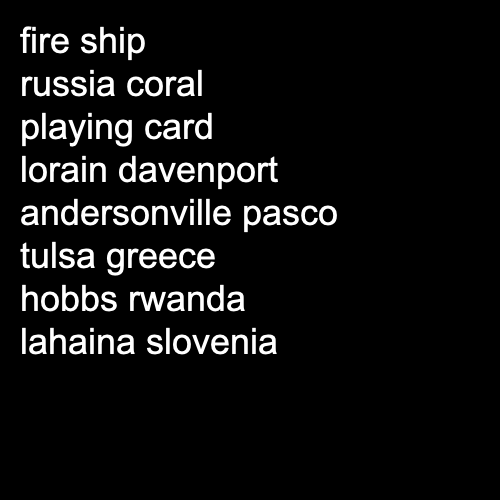 fire ship
russia coral
playing card
lorain davenport
andersonville pasco
tulsa greece
hobbs rwanda
lahaina slovenia